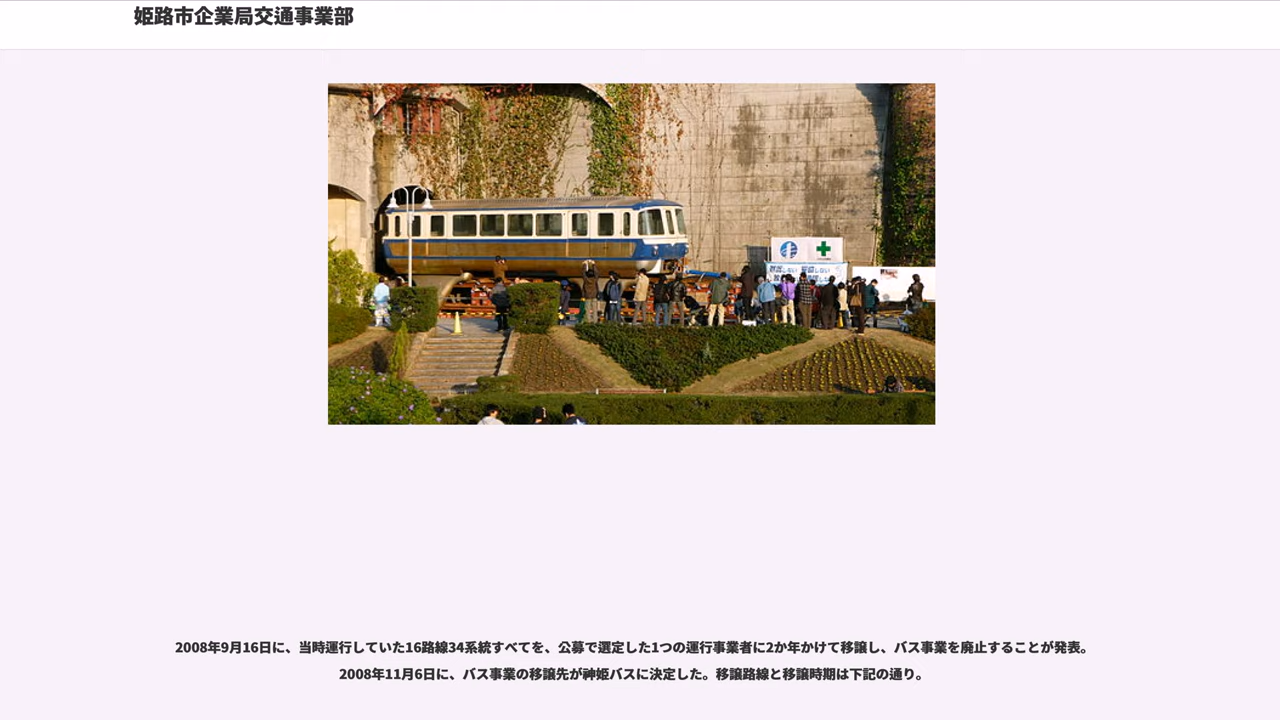 姫路市企業局交通事業部
2008年9月16日に、当時運行していた16路線34系統すべてを、公募で選定した1つの運行事業者に2か年かけて移譲し、バス事業を廃止することが発表。
2008年11月6日に、バス事業の移譲先が神姫バスに決定した。移譲路線と移譲時期は下記の通り。